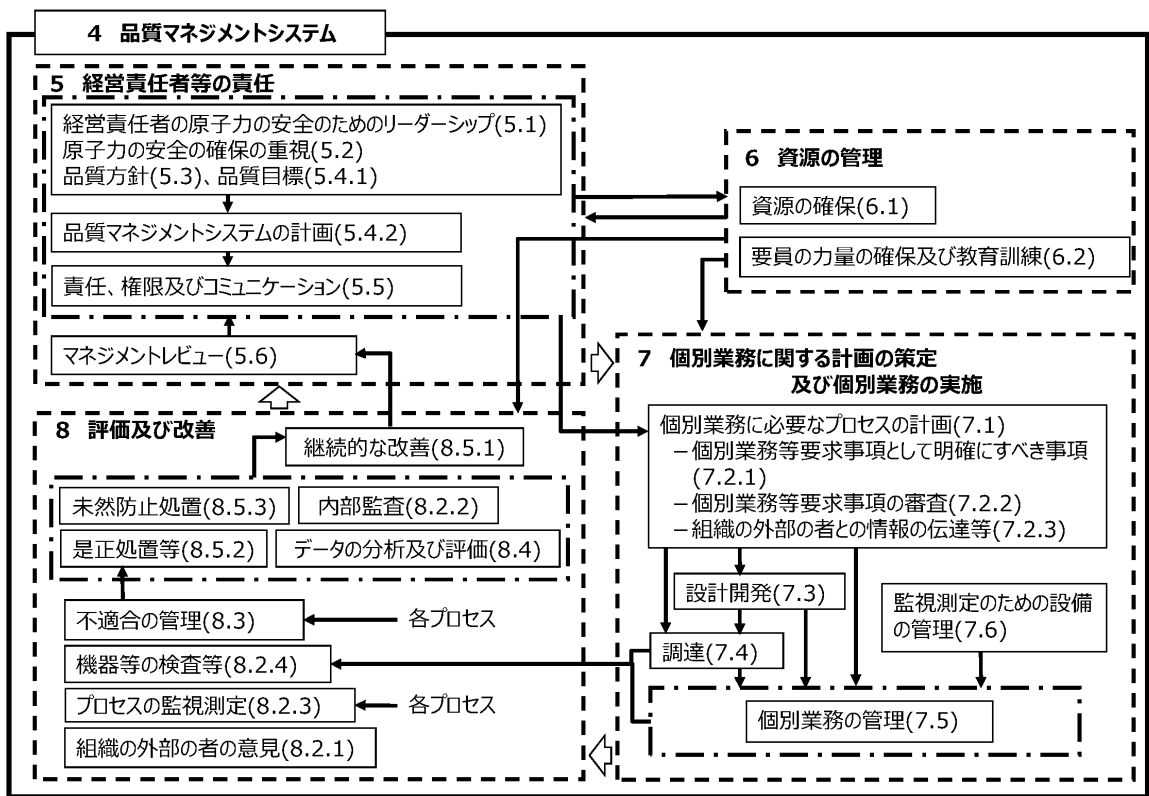 4 品質マネジメントシステム
5 経営責任者等の責任
経営責任者の原子力の安全のためのリーダーシップ(5.1)
原子力の安全の確保の重視(5.2)
品質方針(5.3)、品質目標(5.4.1)
品質マネジメントシステムの計画(5.4.2)
責任、権限及びコミュニケーション(5.5)
マネジメントレビュー(5.6)
6 資源の管理
資源の確保(6.1)
要員の力量の確保及び教育訓練(6.2)
7 個別業務に関する計画の策定
及び個別業務の実施
個別業務に必要なプロセスの計画(7.1)
－個別業務等要求事項として明確にすべき事項
(7.2.1)
－個別業務等要求事項の審査(7.2.2)
－組織の外部の者との情報の伝達等(7.2.3)
設計開発(7.3)
監視測定のための設備
の管理(7.6)
調達(7.4)
個別業務の管理(7.5)
8 評価及び改善
継続的な改善(8.5.1)
未然防止処置(8.5.3)
内部監査(8.2.2)
是正処置等(8.5.2)
データの分析及び評価(8.4)
不適合の管理(8.3)
各プロセス
機器等の検査等(8.2.4)
プロセスの監視測定(8.2.3)
各プロセス
組織の外部の者の意見(8.2.1)